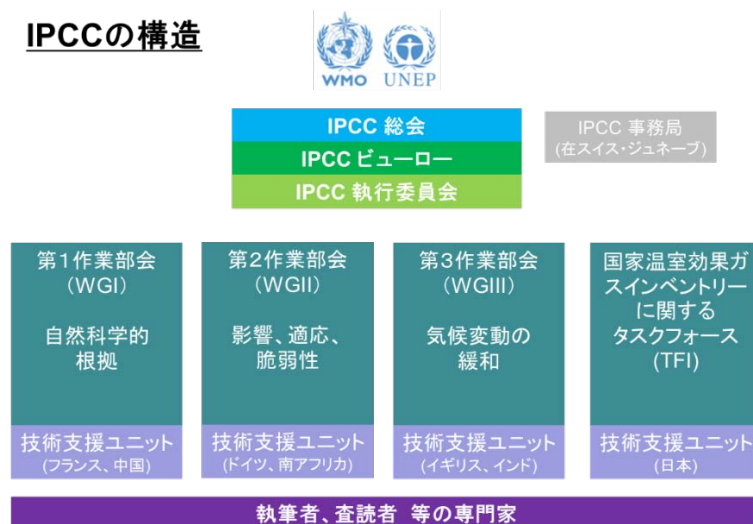 IPCCの構造
WMO
UNEP
IPCC 総会
IPCC ビューロー
IPCC 執行委員会
IPCC 事務局
(在スイス・ジュネーブ)
第1作業部会
(WGI)
自然科学的
根拠
技術支援ユニット
(フランス、中国)
第2作業部会
(WGII)
影響、適応、
脆弱性
技術支援ユニット
(ドイツ、南アフリカ)
第3作業部会
(WGIII)
気候変動の
緩和
技術支援ユニット
(イギリス、インド)
国家温室効果ガ
スインベントリー
に関する
タスクフォース
(TFI)
技術支援ユニット
(日本)
執筆者、査読者 等の専門家